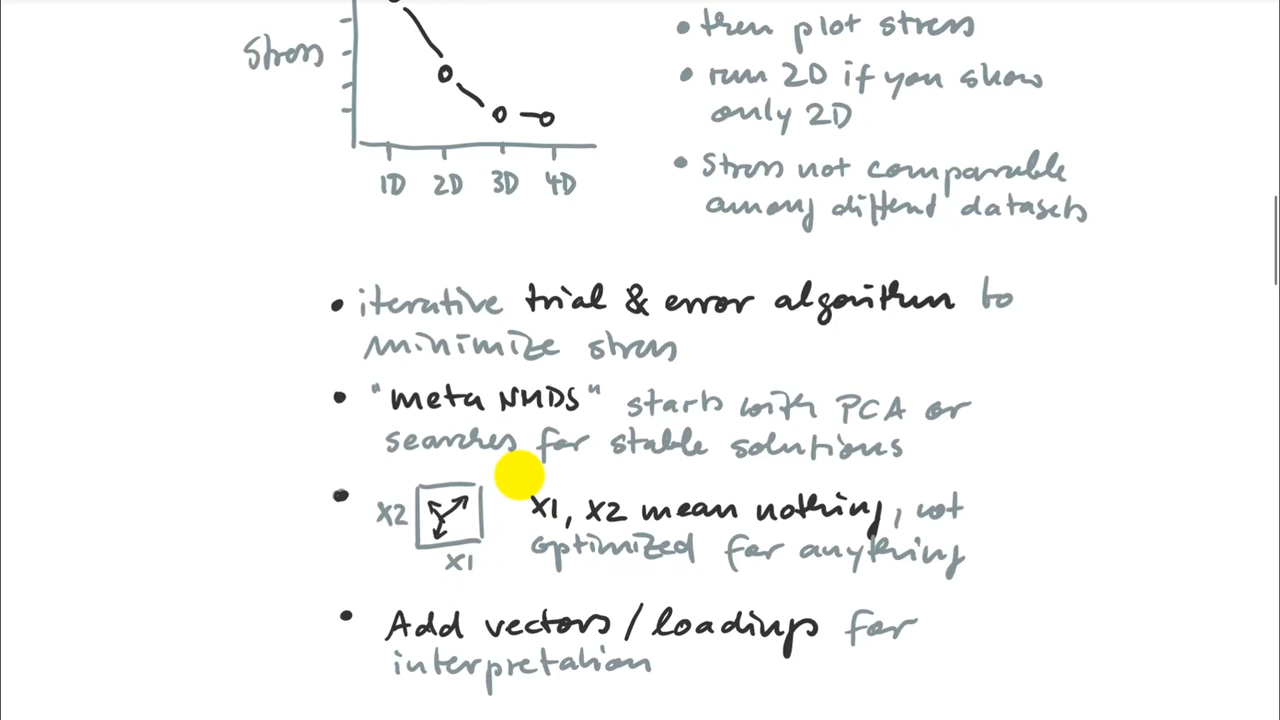 Stress
1D 2D 3D 4D
• then plot stress
• run 2D if you show
only 2D
• Stress not comparable
among different datasets
• iterative trial & error algorithm to
minimize stress
• "meta NMDS" starts with PCA or
searches for stable solutions
• X2
X1
X1, X2 mean nothing, not
optimized for anything
• Add vectors / loadings for
interpretation